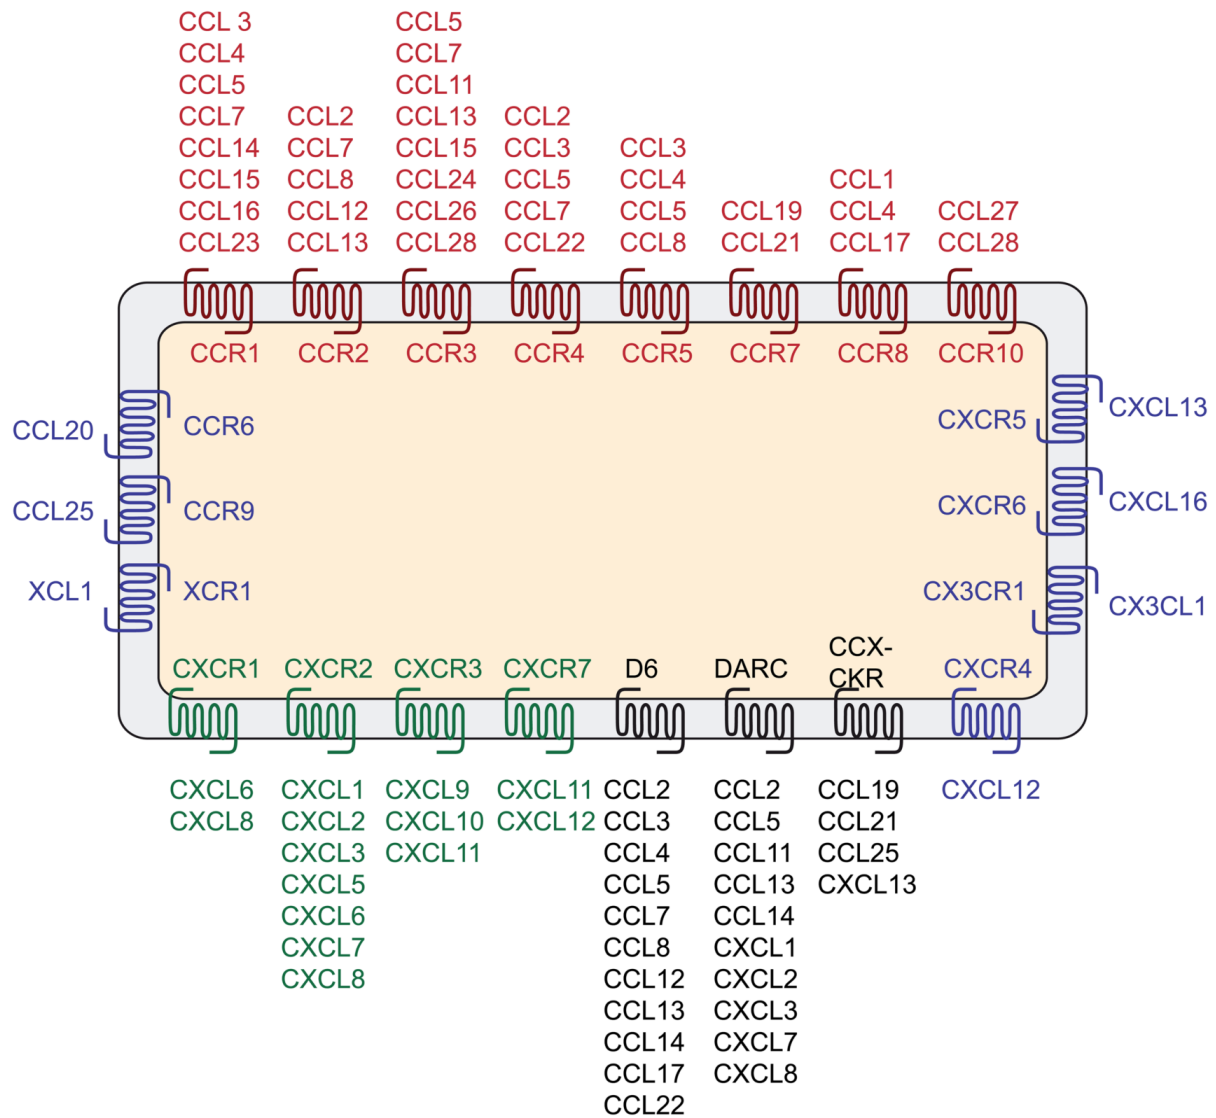 CCL 3
CCL4
CCL5
CCL7
CCL14
CCL15
CCL16
CCL23
CCR1
CCL2
CCL7
CCL8
CCL12
CCL13
CCR2
CCL5
CCL7
CCL11
CCL13
CCL15
CCL24
CCL26
CCL28
CCR3
CCL2
CCL3
CCL5
CCL7
CCL22
CCR4
CCL3
CCL4
CCL5
CCL8
CCR5
CCL19
CCL21
CCR7
CCL1
CCL4
CCL17
CCR8
CCL27
CCL28
CCR10
CCL20
CCR6
CCL25
CCR9
XCL1
XCR1
CXCR5
CXCL13
CXCR6
CXCL16
CX3CR1
CX3CL1
CXCR1
CXCL6
CXCL8
CXCR2
CXCL1
CXCL2
CXCL3
CXCL5
CXCL6
CXCL7
CXCL8
CXCR3
CXCL9
CXCL10
CXCL11
CXCR7
CXCL11
CXCL12
D6
CCL2
CCL3
CCL4
CCL5
CCL7
CCL8
CCL12
CCL13
CCL14
CCL17
CCL22
DARC
CCL2
CCL5
CCL11
CCL13
CCL14
CXCL1
CXCL2
CXCL3
CXCL7
CXCL8
CCX-
CKR
CCL19
CCL21
CCL25
CXCL13
CXCR4
CXCL12